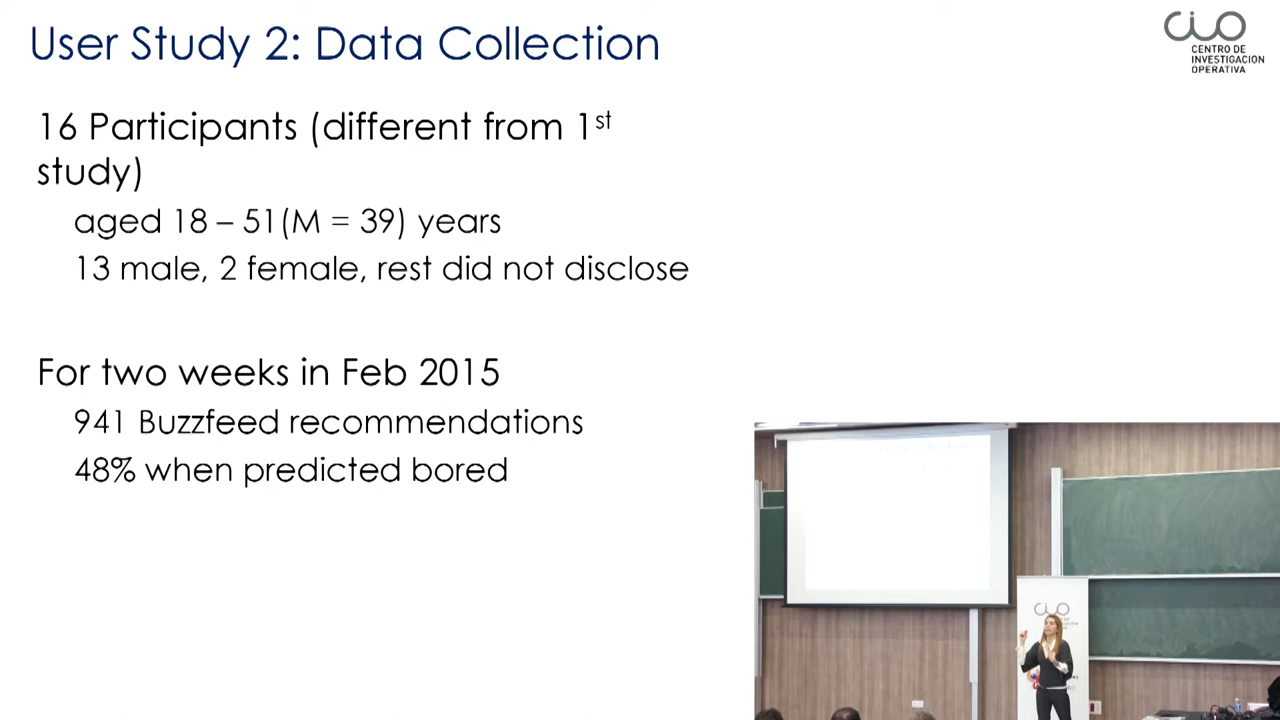 User Study 2: Data Collection
CIO
CENTRO DE
INVESTIGACION
OPERATIVA
16 Participants (different from 1st
study)
aged 18 – 51(M = 39) years
13 male, 2 female, rest did not disclose
For two weeks in Feb 2015
941 Buzzfeed recommendations
48% when predicted bored
CIO